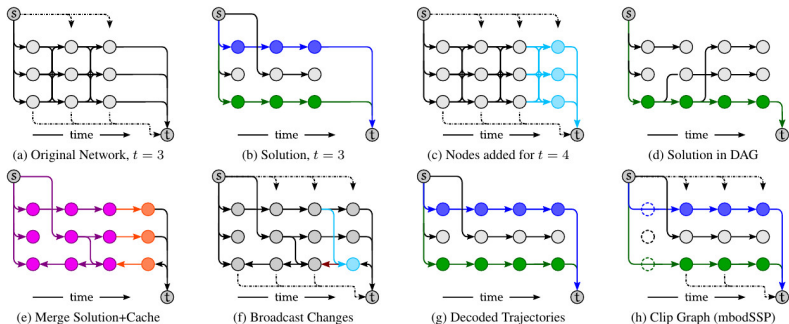 s
s
s
s
time
t
time
t
time
t
time
t
(a) Original Network, t = 3
(b) Solution, t = 3
(c) Nodes added for t = 4
(d) Solution in DAG
s
s
s
s
time
t
time
t
time
t
time
t
(e) Merge Solution+Cache
(f) Broadcast Changes
(g) Decoded Trajectories
(h) Clip Graph (mbodSSP)